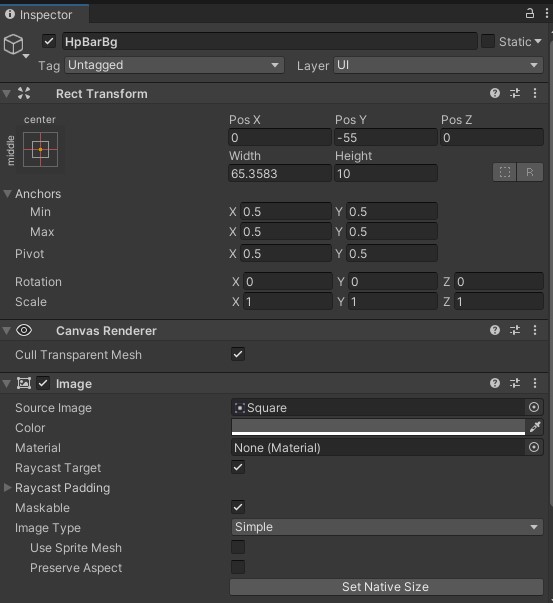 Inspector
HpBarBg Static
Tag Untagged Layer UI
Rect Transform
center
middle
Pos X Pos Y Pos Z
0 -55 0
Width Height
65.3583 10
R
Anchors
Min X 0.5 Y 0.5
Max X 0.5 Y 0.5
Pivot X 0.5 Y 0.5
Rotation X 0 Y 0 Z 0
Scale X 1 Y 1 Z 1
Canvas Renderer
Cull Transparent Mesh
Image
Source Image Square
Color
Material None (Material)
Raycast Target
Raycast Padding
Maskable
Image Type Simple
Use Sprite Mesh
Preserve Aspect
Set Native Size